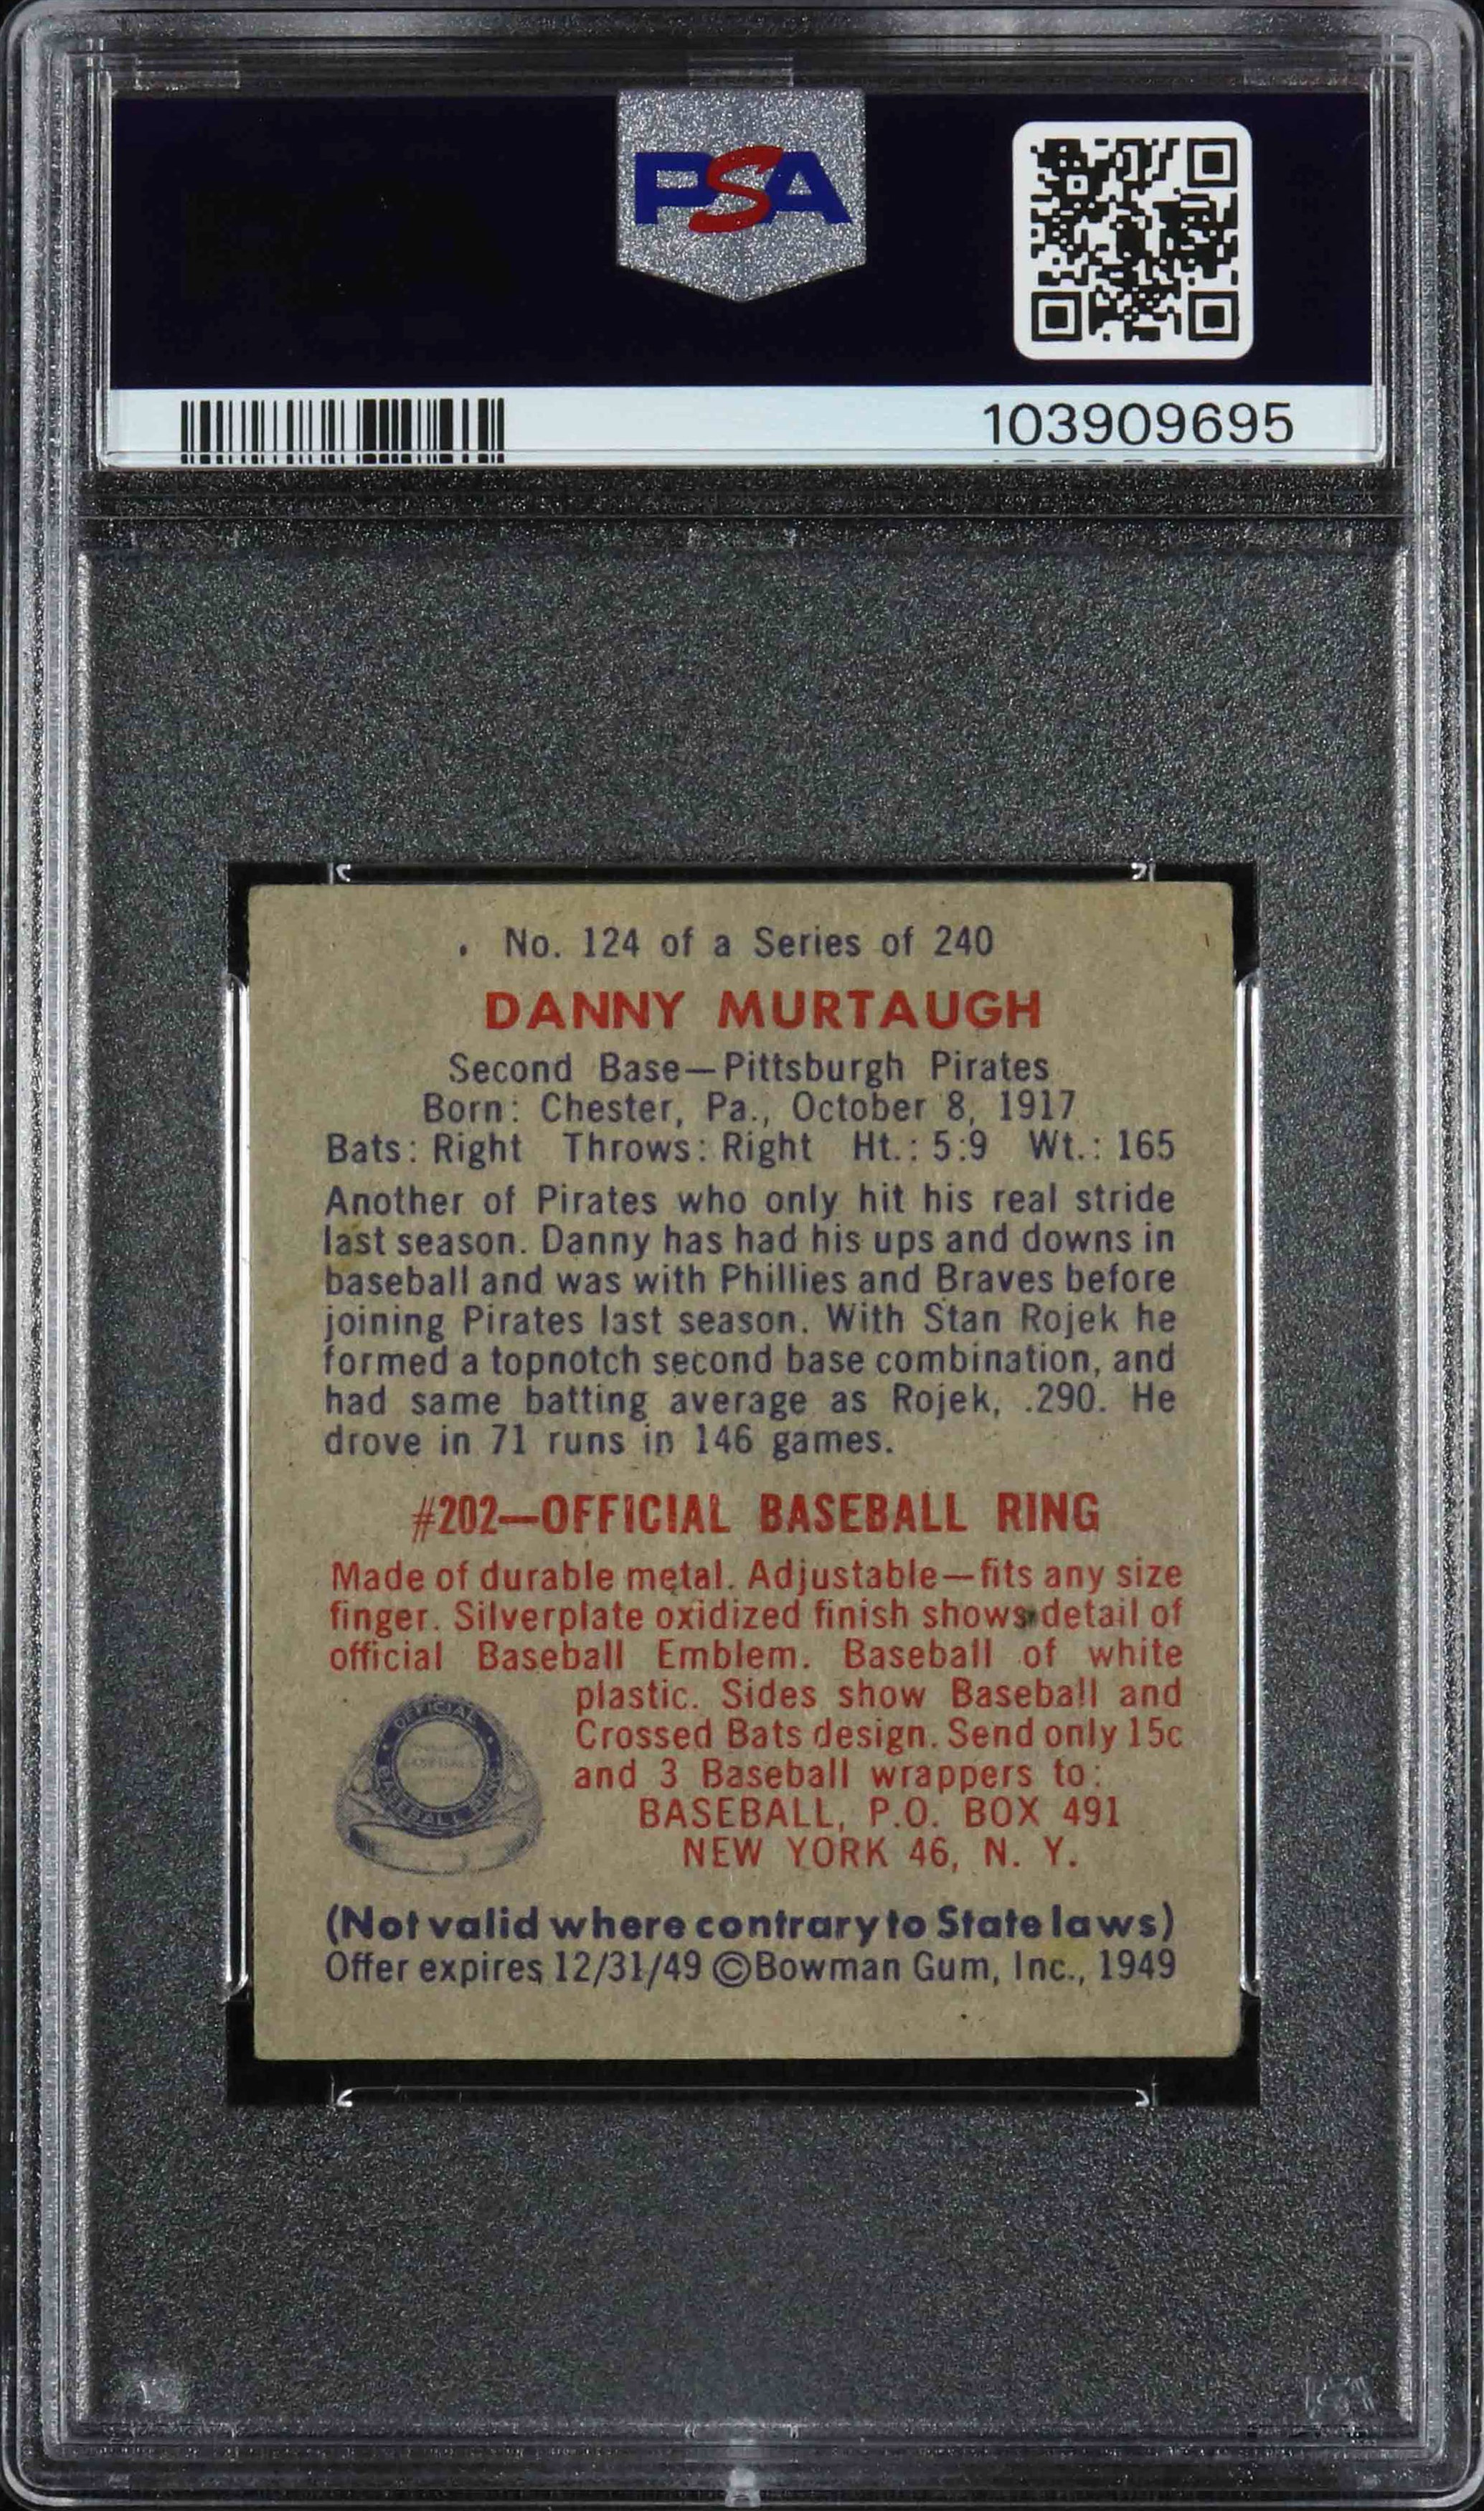 PSA
103909695
. No. 124 of a Series of 240
DANNY MURTAUGH
Second Base—Pittsburgh Pirates
Born: Chester, Pa., October 8, 1917
Bats: Right Throws: Right Ht.: 5:9 Wt.: 165
Another of Pirates who only hit his real stride
last season. Danny has had his ups and downs in
baseball and was with Phillies and Braves before
joining Pirates last season. With Stan Rojek he
formed a topnotch second base combination, and
had same batting average as Rojek, .290. He
drove in 71 runs in 146 games.
#202—OFFICIAL BASEBALL RING
Made of durable metal. Adjustable—fits any size
finger. Silverplate oxidized finish shows detail of
official Baseball Emblem. Baseball of white
plastic. Sides show Baseball and
Crossed Bats design. Send only 15c
and 3 Baseball wrappers to:
BASEBALL, P.O. BOX 491
NEW YORK 46, N. Y.
OFFICIAL
BASEBALL RING
(Not valid where contrary to State laws)
Offer expires 12/31/49 ©Bowman Gum, Inc., 1949